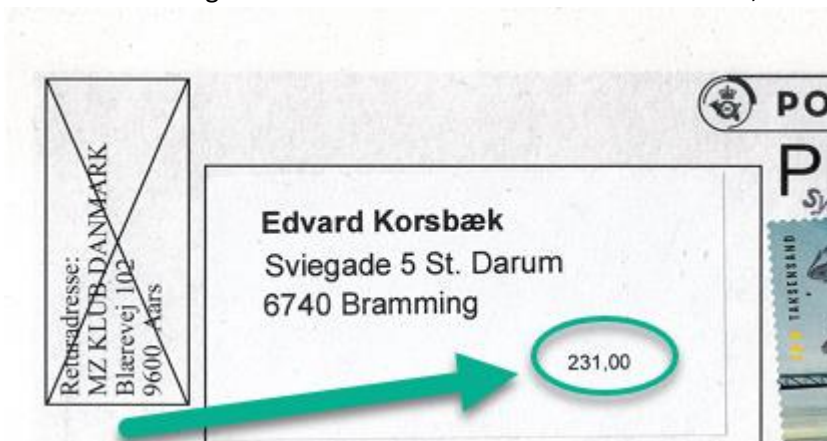 Returadresse:
MZ KLUB DANMARK
Blærevej 102
9600 Aars
PO
P
Sy
Edvard Korsbæk
Sviegade 5 St. Darum
6740 Bramming
231,00
TAKSENSAND